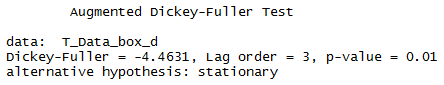 Augmented Dickey-Fuller Test
data:  T_Data_box_d
Dickey-Fuller = -4.4631, Lag order = 3, p-value = 0.01
alternative hypothesis: stationary